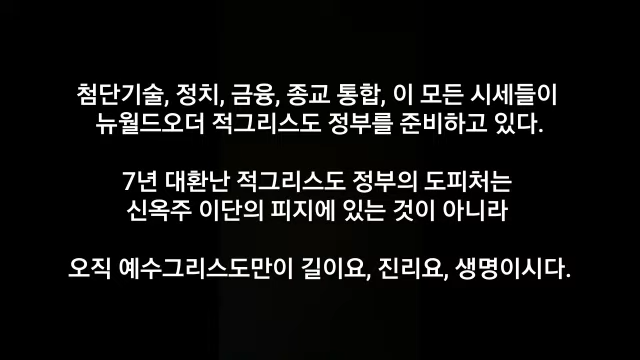 첨단기술, 정치, 금융, 종교 통합, 이 모든 시세들이
뉴월드오더 적그리스도 정부를 준비하고 있다.
7년 대환난 적그리스도 정부의 도피처는
신옥주 이단의 피지에 있는 것이 아니라
오직 예수그리스도만이 길이요, 진리요, 생명이시다.